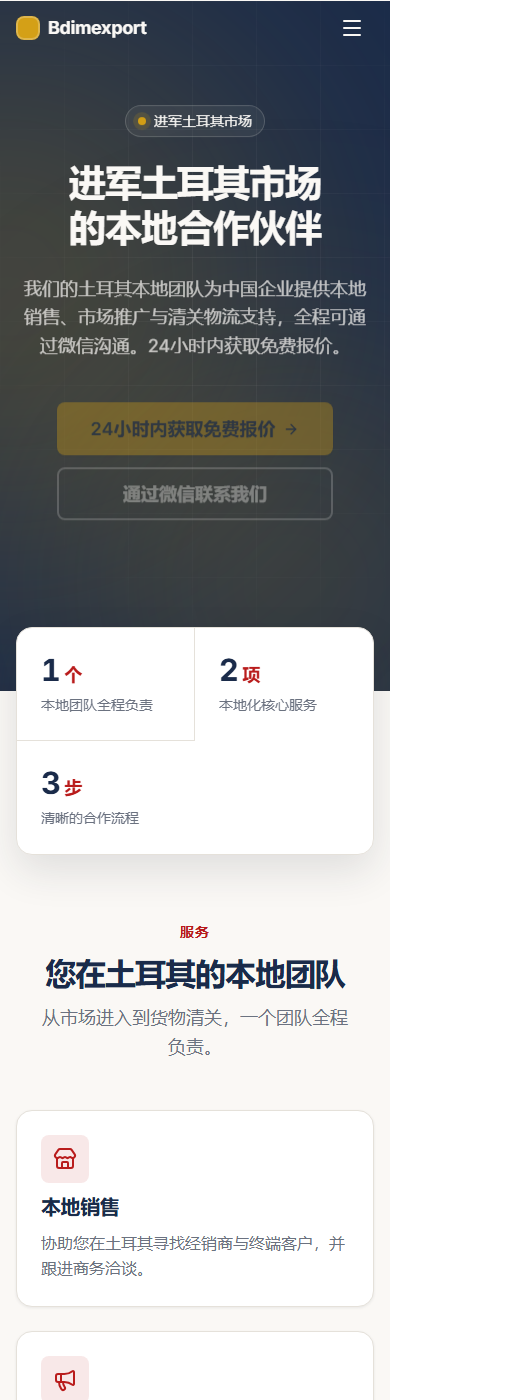 Bdimexport
进军土耳其市场
进军土耳其市场
的本地合作伙伴
我们的土耳其本地团队为中国企业提供本地
销售、市场推广与清关物流支持，全程可通
过微信沟通。24小时内获取免费报价。
24小时内获取免费报价 →
通过微信联系我们
1 个
本地团队全程负责
2 项
本地化核心服务
3 步
清晰的合作流程
服务
您在土耳其的本地团队
从市场进入到货物清关，一个团队全程
负责。
本地销售
协助您在土耳其寻找经销商与终端客户，并
跟进商务洽谈。